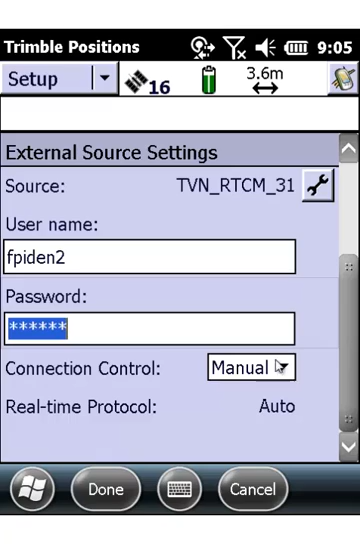 Trimble Positions 9:05
Setup 16 3.6m
External Source Settings
Source: TVN_RTCM_31
User name:
fpiden2
Password:
******
Connection Control: Manual
Real-time Protocol: Auto
Done Cancel